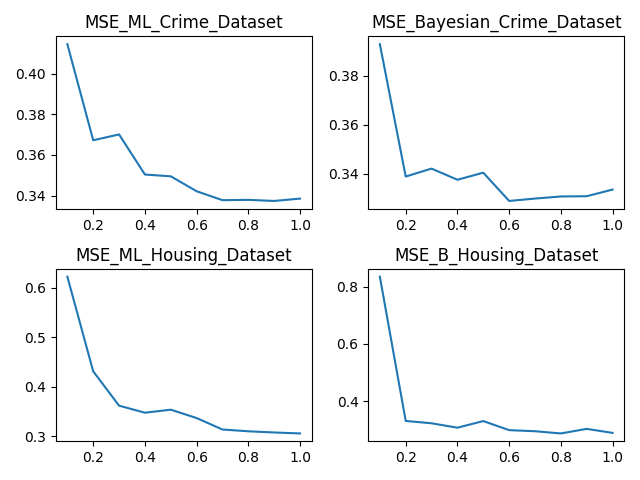 MSE_ML_Crime_Dataset
0.40
0.38
0.36
0.34
0.2 0.4 0.6 0.8 1.0
MSE_Bayesian_Crime_Dataset
0.38
0.36
0.34
0.2 0.4 0.6 0.8 1.0
MSE_ML_Housing_Dataset
0.6
0.5
0.4
0.3
0.2 0.4 0.6 0.8 1.0
MSE_B_Housing_Dataset
0.8
0.6
0.4
0.2 0.4 0.6 0.8 1.0